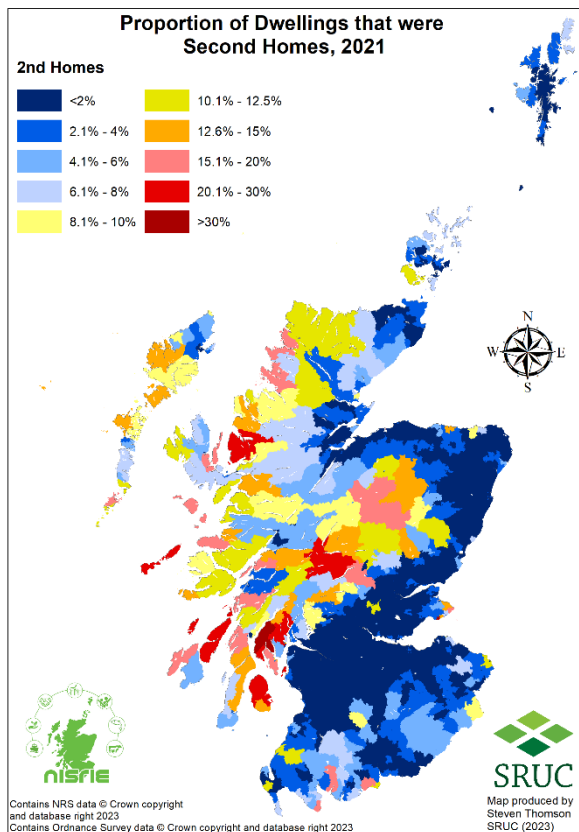 Proportion of Dwellings that were
Second Homes, 2021
2nd Homes
<2%
2.1% - 4%
4.1% - 6%
6.1% - 8%
8.1% - 10%
10.1% - 12.5%
12.6% - 15%
15.1% - 20%
20.1% - 30%
>30%
N
W E
S
NISRIE
SRUC
Map produced by
Steven Thomson
SRUC (2023)
Contains NRS data © Crown copyright
and database right 2023
Contains Ordnance Survey data © Crown copyright and database right 2023